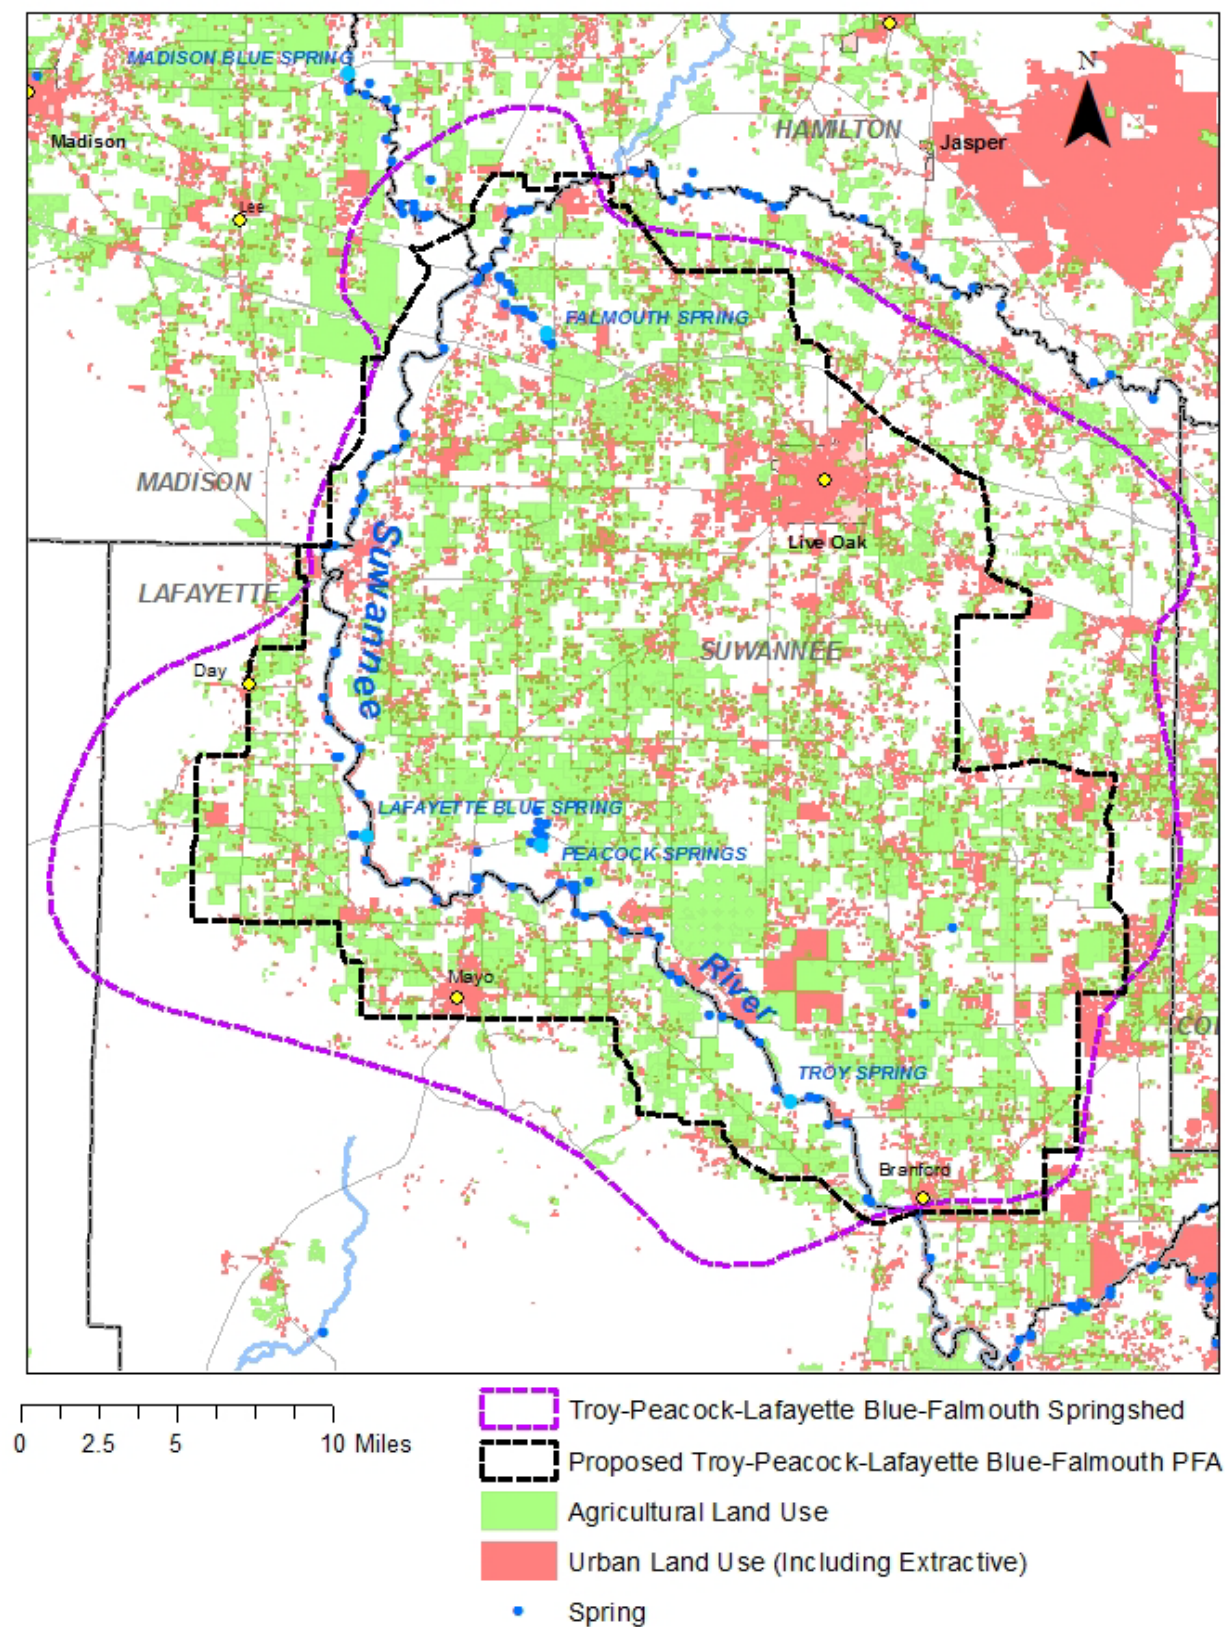 MADISON BLUE SPRING
N
HAMILTON
Jasper
Madison
Lee
FALMOUTH SPRING
MADISON
Live Oak
Suwannee
LAFAYETTE
SUWANNEE
Day
LAFAYETTE BLUE SPRING
PEACOCK SPRINGS
River
Mayo
COL
TROY SPRING
Branford
0 2.5 5 10 Miles
Troy-Peacock-Lafayette Blue-Falmouth Springshed
Proposed Troy-Peacock-Lafayette Blue-Falmouth PFA
Agricultural Land Use
Urban Land Use (Including Extractive)
Spring